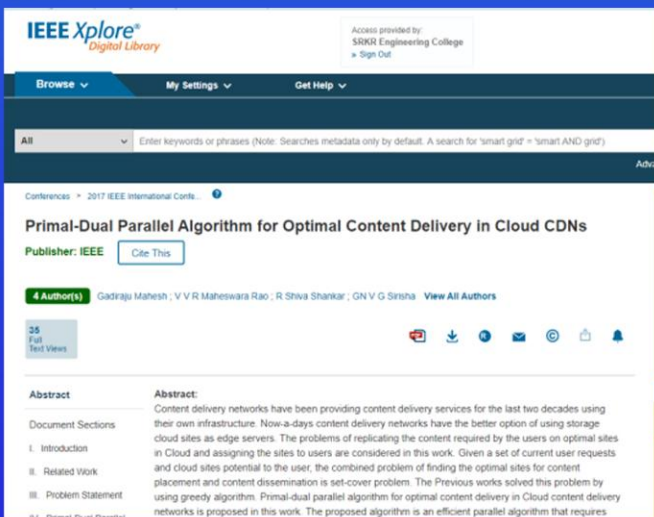 IEEE Xplore®
Digital Library
Access provided by:
SRKR Engineering College
» Sign Out
Browse
My Settings
Get Help
All
Enter keywords or phrases (Note: Searches metadata only by default. A search for 'smart grid' = 'smart AND grid')
Adva
Conferences > 2017 IEEE International Confe...
Primal-Dual Parallel Algorithm for Optimal Content Delivery in Cloud CDNs
Publisher: IEEE
Cite This
4 Author(s)
Gadiraju Mahesh ; V V R Maheswara Rao ; R Shiva Shankar ; GN V G Sirisha View All Authors
35
Full
Text Views
Abstract
Document Sections
I. Introduction
II. Related Work
III. Problem Statement
IV. Primal-Dual Parallel
Abstract:
Content delivery networks have been providing content delivery services for the last two decades using
their own infrastructure. Now-a-days content delivery networks have the better option of using storage
cloud sites as edge servers. The problems of replicating the content required by the users on optimal sites
in Cloud and assigning the sites to users are considered in this work. Given a set of current user requests
and cloud sites potential to the user, the combined problem of finding the optimal sites for content
placement and content dissemination is set-cover problem. The Previous works solved this problem by
using greedy algorithm. Primal-dual parallel algorithm for optimal content delivery in Cloud content delivery
networks is proposed in this work. The proposed algorithm is an efficient parallel algorithm that requires